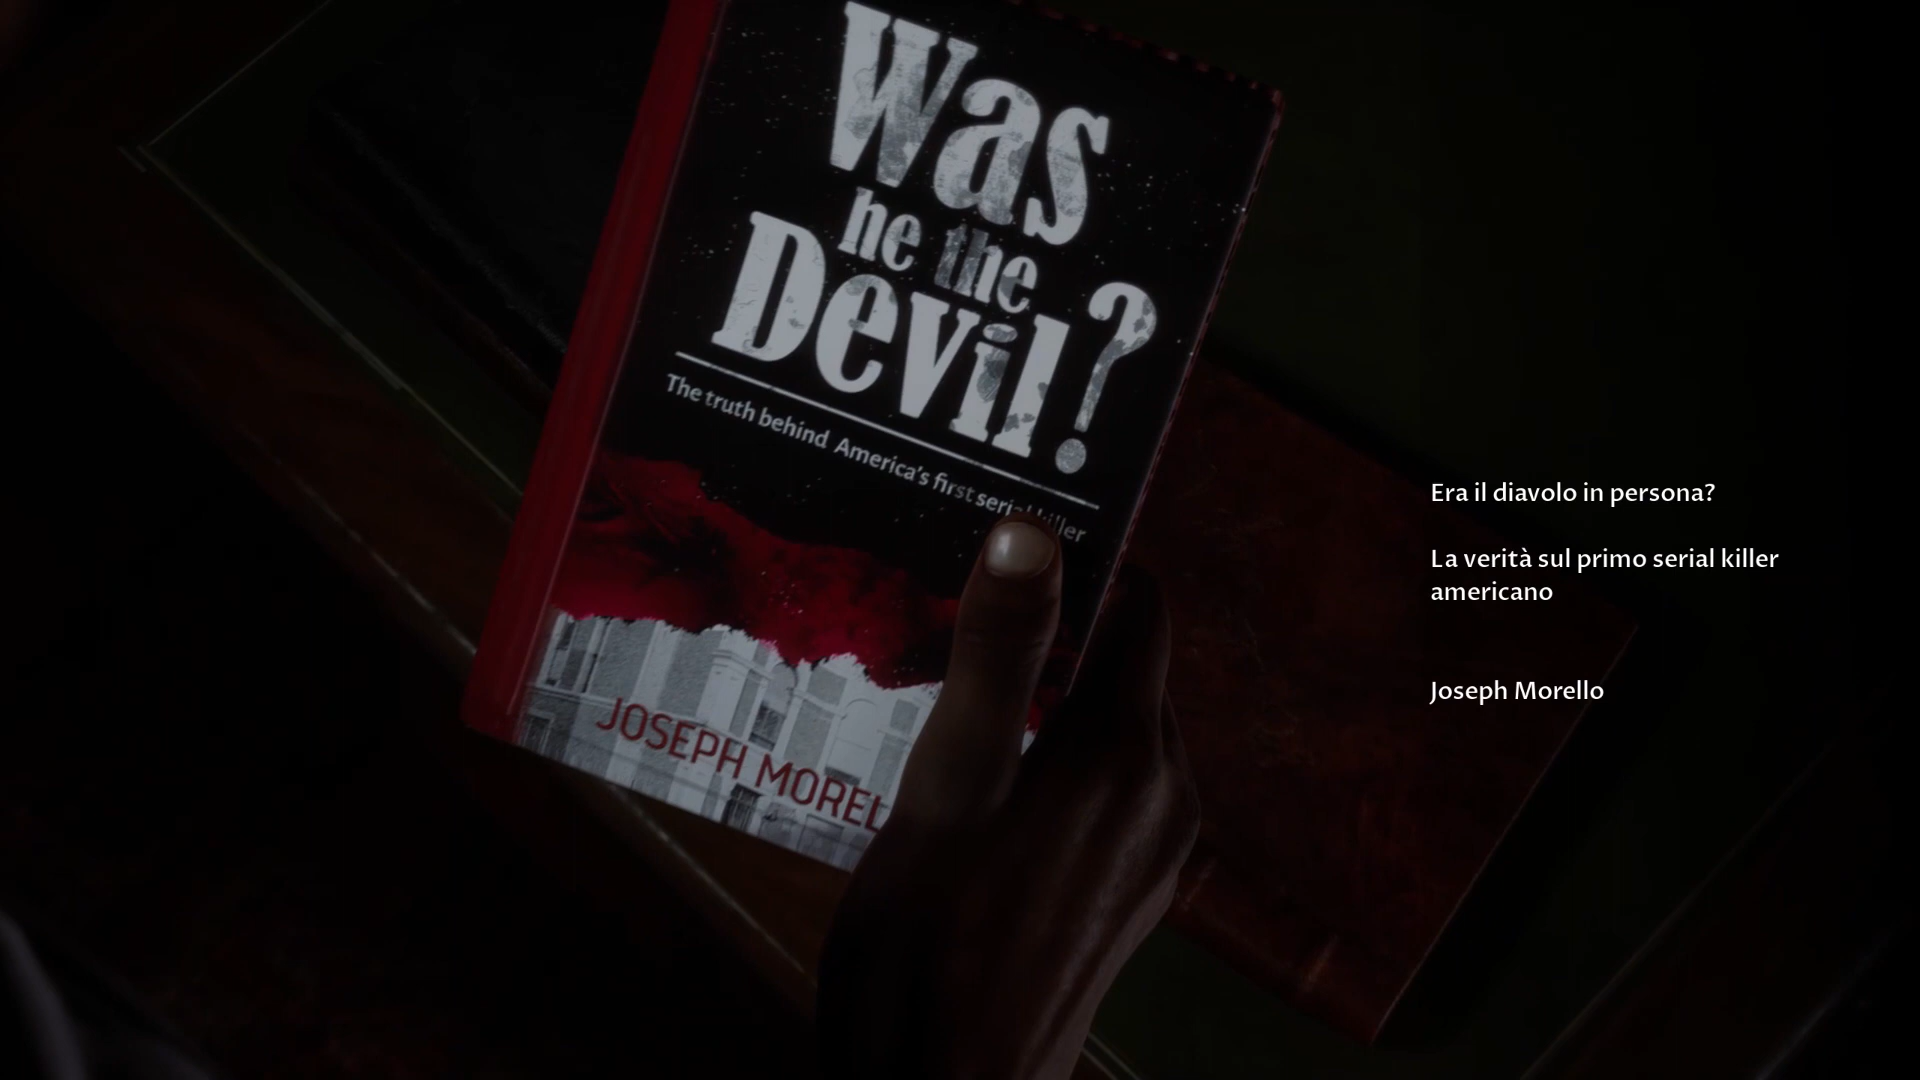 Was
he the
Devil?
The truth behind America's first serial killer
JOSEPH MOREL
Era il diavolo in persona?
La verità sul primo serial killer
americano
Joseph Morello